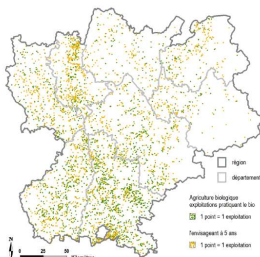 région
département
Agriculture biologique
exploitations pratiquant le bio
1 point = 1 exploitation
l'envisageant à 5 ans
1 point = 1 exploitation
N
0 25 50